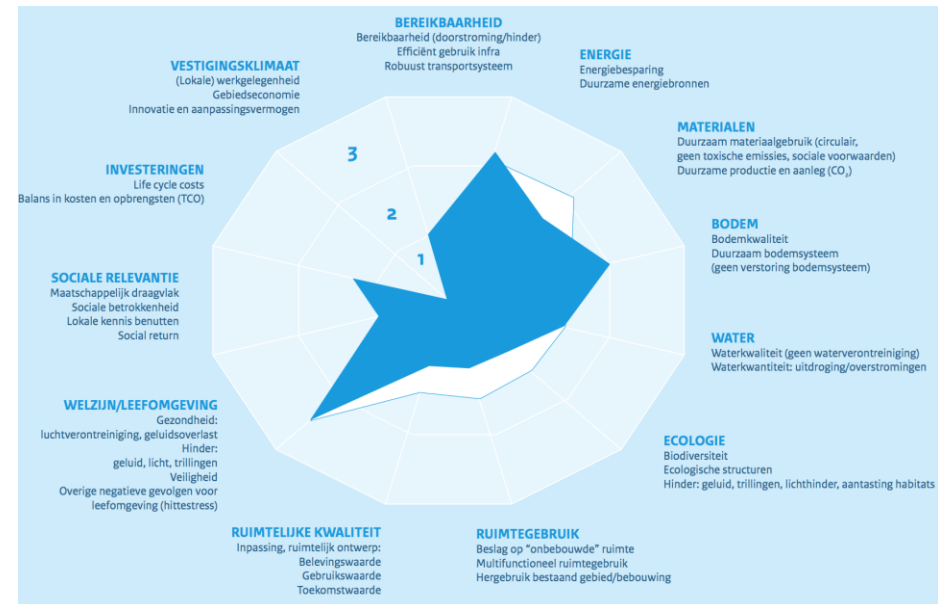 BEREIKBAARHEID
Bereikbaarheid (doorstroming/hinder)
Efficiënt gebruik infra
Robuust transportsysteem
ENERGIE
Energiebesparing
Duurzame energiebronnen
MATERIALEN
Duurzaam materiaalgebruik (circulair,
geen toxische emissies, sociale voorwaarden)
Duurzame productie en aanleg (CO₂)
BODEM
Bodemkwaliteit
Duurzaam bodemsysteem
(geen verstoring bodemsysteem)
WATER
Waterkwaliteit (geen waterverontreiniging)
Waterkwantiteit: uitdroging/overstromingen
ECOLOGIE
Biodiversiteit
Ecologische structuren
Hinder: geluid, trillingen, lichthinder, aantasting habitats
RUIMTEGEBRUIK
Beslag op “onbebouwde” ruimte
Multifunctioneel ruimtegebruik
Hergebruik bestaand gebied/bebouwing
RUIMTELIJKE KWALITEIT
Inpassing, ruimtelijk ontwerp:
Belevingswaarde
Gebruikswaarde
Toekomstwaarde
WELZIJN/LEEFOMGEVING
Gezondheid:
luchtverontreiniging, geluidsoverlast
Hinder:
geluid, licht, trillingen
Veiligheid
Overige negatieve gevolgen voor
leefomgeving (hittestress)
SOCIALE RELEVANTIE
Maatschappelijk draagvlak
Sociale betrokkenheid
Lokale kennis benutten
Social return
INVESTERINGEN
Life cycle costs
Balans in kosten en opbrengsten (TCO)
VESTIGINGSKLIMAAT
(Lokale) werkgelegenheid
Gebiedseconomie
Innovatie en aanpassingsvermogen
3
2
1